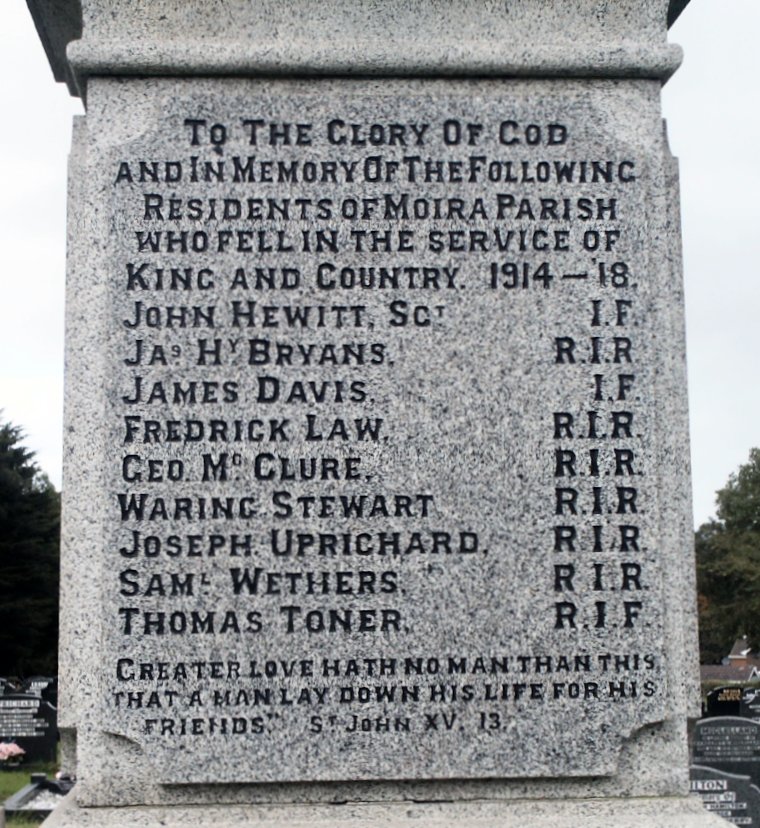 TO THE GLORY OF GOD
AND IN MEMORY OF THE FOLLOWING
RESIDENTS OF MOIRA PARISH
WHO FELL IN THE SERVICE OF
KING AND COUNTRY. 1914-'18.
JOHN HEWITT, SGT I.F.
JAS HY BRYANS, R.I.R
JAMES DAVIS, I.F.
FREDRICK LAW, R.I.R.
GEO. MCCLURE, R.I.R.
WARING STEWART, R.I.R
JOSEPH UPRICHARD, R.I.R
SAML WETHERS, R.I.R.
THOMAS TONER, R.I.F.
"GREATER LOVE HATH NO MAN THAN THIS,
THAT A MAN LAY DOWN HIS LIFE FOR HIS
FRIENDS." ST JOHN XV. 13.
MCCLELLAND